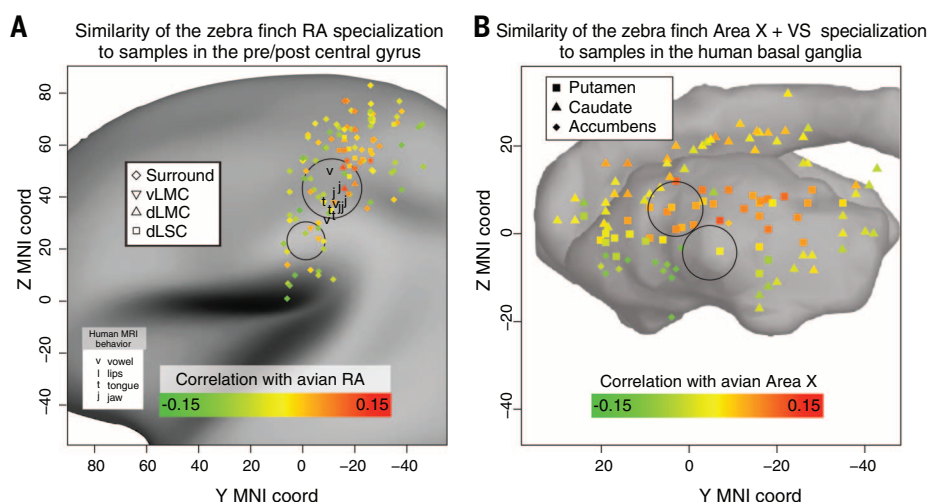 A
Similarity of the zebra finch RA specialization
to samples in the pre/post central gyrus
Z MNI coord
80
60
40
20
0
-20
-40
Surround
vLMC
dLMC
dLSC
v
j
j
j
t
t
v
j
j
v
t
Human MRI
behavior
v vowel
l lips
t tongue
j jaw
Correlation with avian RA
-0.15
0.15
80
60
40
20
0
-20
-40
Y MNI coord
B
Similarity of the zebra finch Area X + VS specialization
to samples in the human basal ganglia
Putamen
Caudate
Accumbens
Z MNI coord
20
0
-20
-40
Correlation with avian Area X
-0.15
0.15
20
0
-20
-40
Y MNI coord